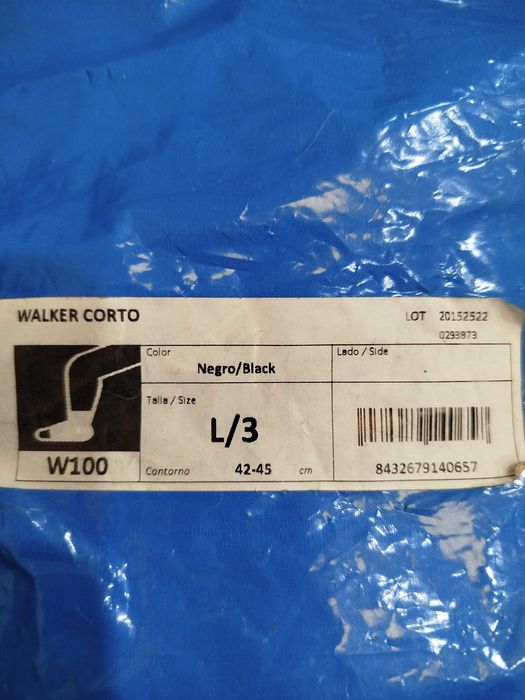 WALKER CORTO
LOT 20152522
0293873
Color
Negro/Black
Lado / Side
Talla / Size
L/3
W100
Contorno 42-45 cm
8432679140657